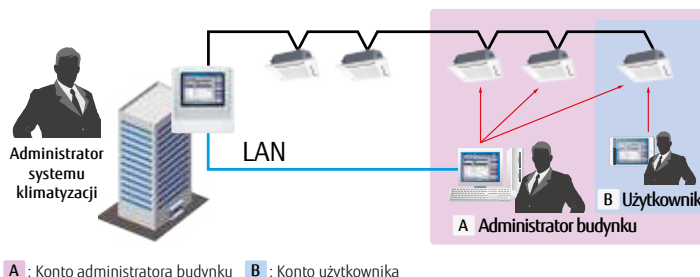 Administrator
systemu
klimatyzacji
LAN
B Użytkownik
A Administrator budynku
A : Konto administratora budynku B : Konto użytkownika